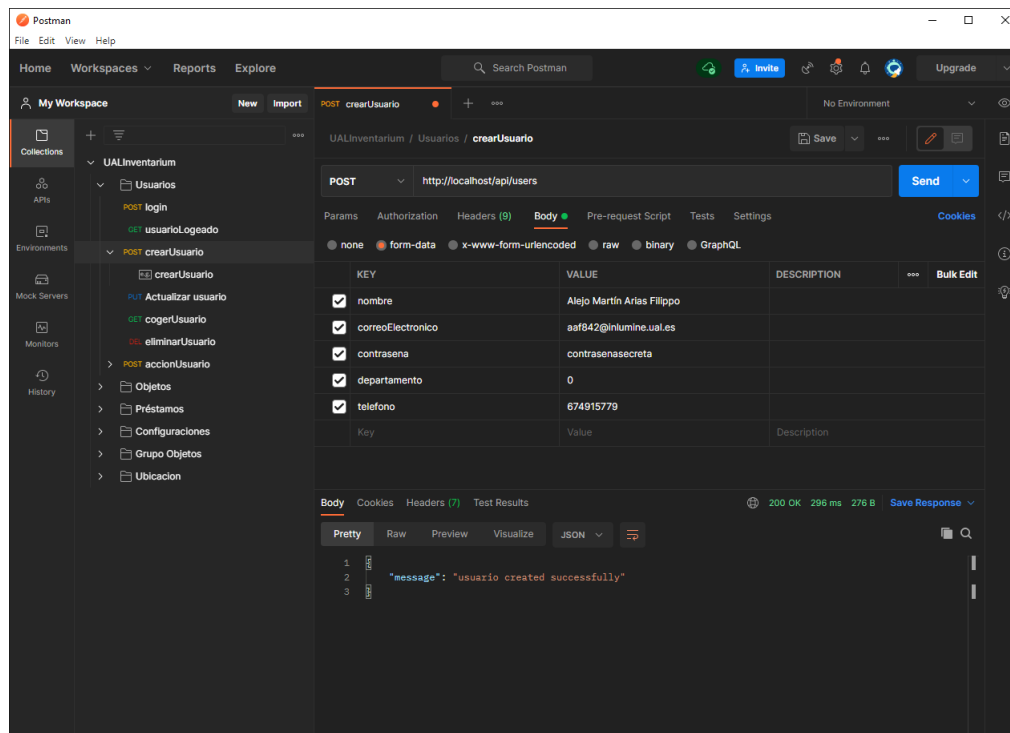 Postman
File Edit View Help
Home Workspaces Reports Explore Search Postman Invite Upgrade
My Workspace New Import POST crearUsuario No Environment
Collections
APIs
Environments
Mock Servers
Monitors
History
UALInventarium
Usuarios
POST login
GET usuarioLogeado
POST crearUsuario
e.g. crearUsuario
PUT Actualizar usuario
GET cogerUsuario
DEL eliminarUsuario
POST accionUsuario
Objetos
Préstamos
Configuraciones
Grupo Objetos
Ubicacion
UALInventarium / Usuarios / crearUsuario Save
POST http://localhost/api/users Send
Params Authorization Headers (9) Body Pre-request Script Tests Settings Cookies
none form-data x-www-form-urlencoded raw binary GraphQL
KEY VALUE DESCRIPTION Bulk Edit
nombre Alejo Martín Arias Filippo
correoElectronico aaf842@inlumine.ual.es
contrasena contrasenasecreta
departamento 0
telefono 674915779
Key Value Description
Body Cookies Headers (7) Test Results 200 OK 296 ms 276 B Save Response
Pretty Raw Preview Visualize JSON
1 {
2 "message": "usuario created successfully"
3 }